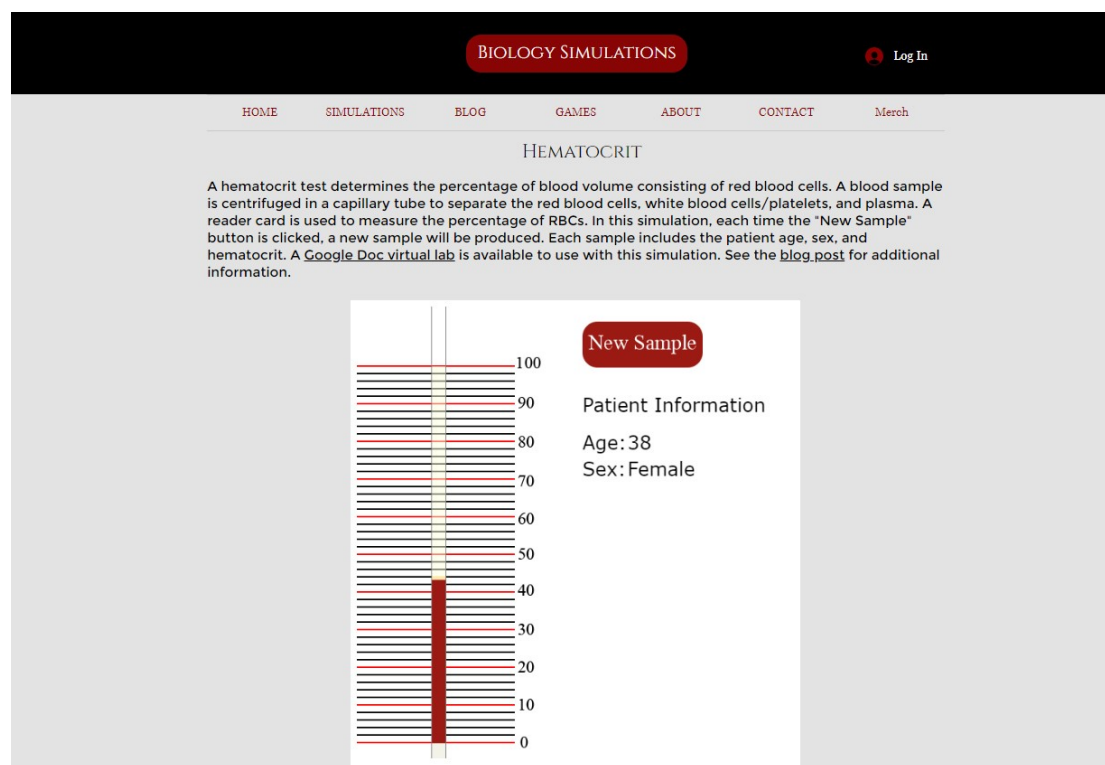 BIOLOGY SIMULATIONS
Log In
HOME SIMULATIONS BLOG GAMES ABOUT CONTACT Merch
HEMATOCRIT
A hematocrit test determines the percentage of blood volume consisting of red blood cells. A blood sample
is centrifuged in a capillary tube to separate the red blood cells, white blood cells/platelets, and plasma. A
reader card is used to measure the percentage of RBCs. In this simulation, each time the "New Sample"
button is clicked, a new sample will be produced. Each sample includes the patient age, sex, and
hematocrit. A Google Doc virtual lab is available to use with this simulation. See the blog post for additional
information.
New Sample
Patient Information
Age:38
Sex:Female
100
90
80
70
60
50
40
30
20
10
0